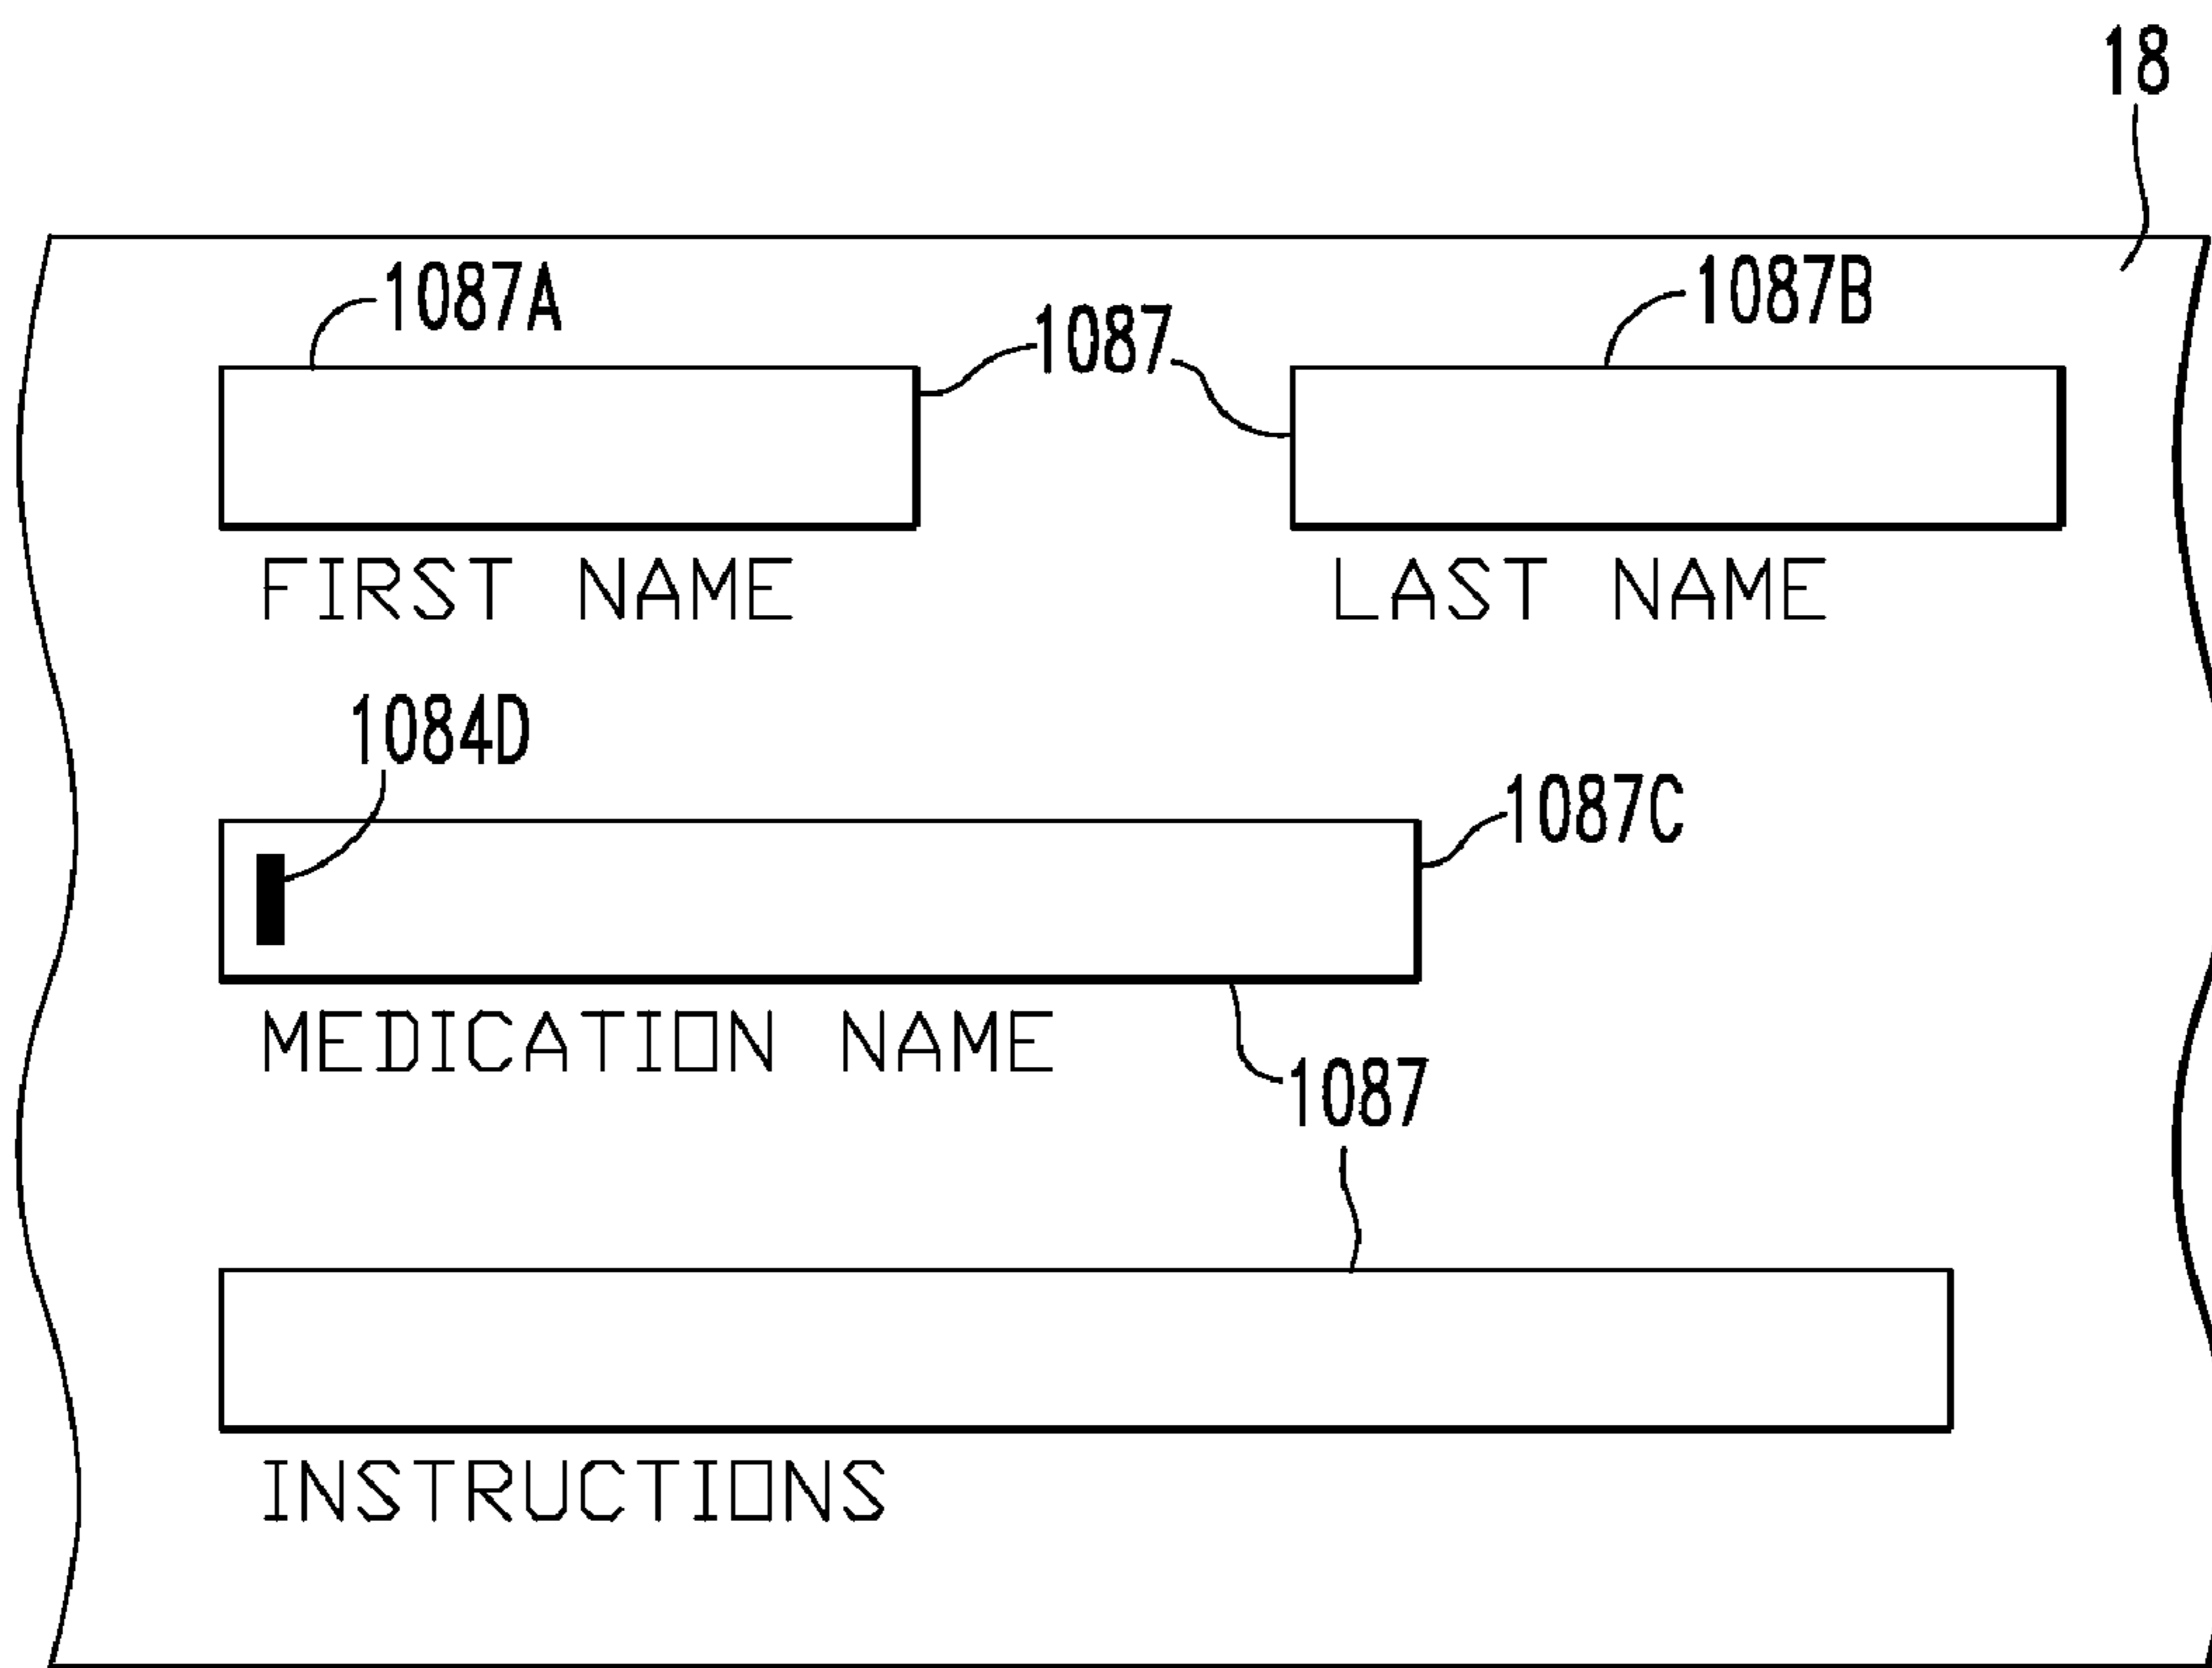 18
1087A
1087
1087B
FIRST NAME
LAST NAME
1084D
1087C
MEDICATION NAME
1087
INSTRUCTIONS